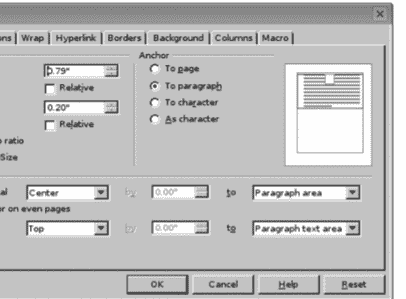 ons Wrap Hyperlink Borders Background Columns Macro
Anchor
0.79"
To page
Relative
To paragraph
0.20"
To character
Relative
As character
o ratio
Size
al Center by 0.00" to Paragraph area
or on even pages
Top by 0.00" to Paragraph text area
OK Cancel Help Reset